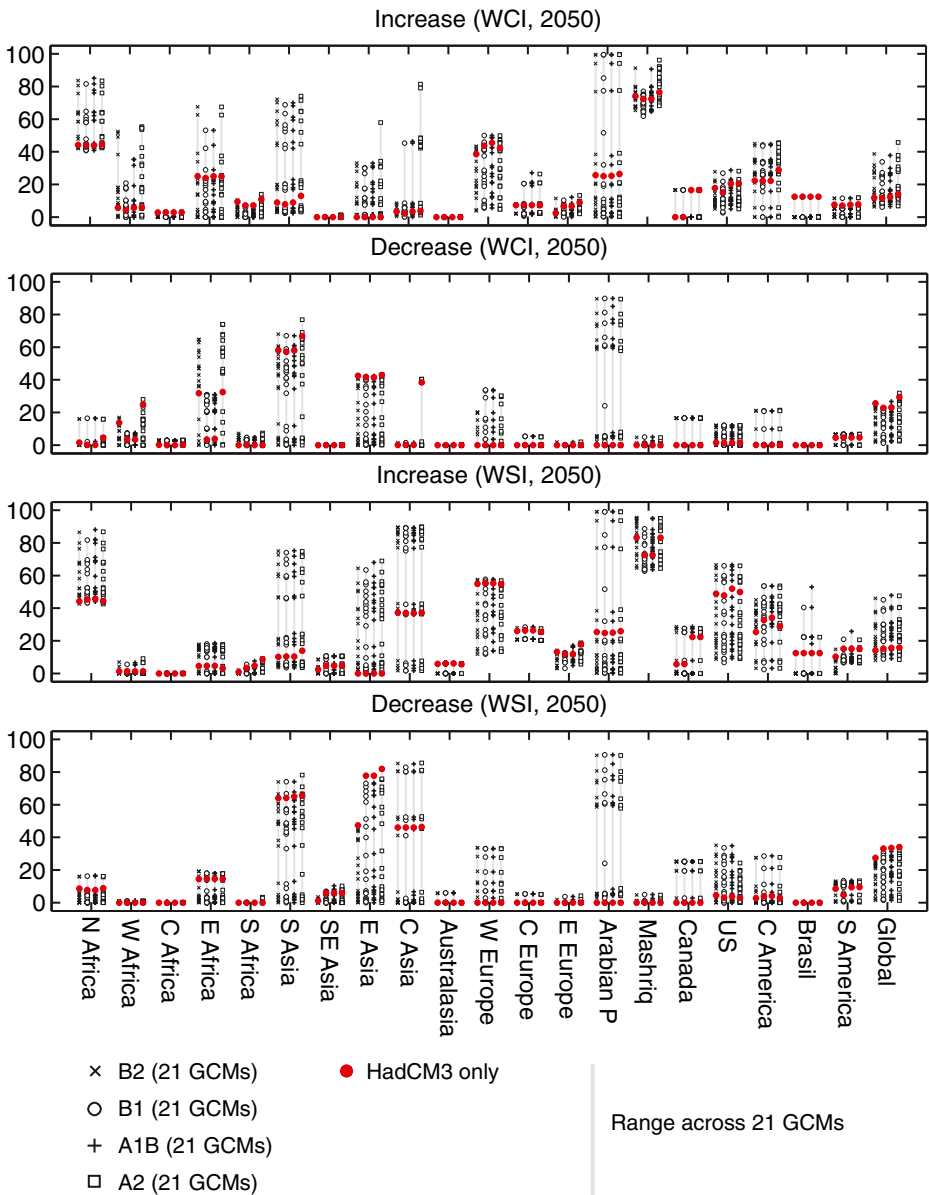 Increase (WCI, 2050)
100
80
60
40
20
0
Decrease (WCI, 2050)
100
80
60
40
20
0
Increase (WSI, 2050)
100
80
60
40
20
0
Decrease (WSI, 2050)
100
80
60
40
20
0
N Africa
W Africa
C Africa
E Africa
S Africa
S Asia
SE Asia
E Asia
C Asia
Australasia
W Europe
C Europe
E Europe
Arabian P
Mashriq
Canada
US
C America
Brasil
S America
Global
B2 (21 GCMs)
HadCM3 only
B1 (21 GCMs)
Range across 21 GCMs
A1B (21 GCMs)
A2 (21 GCMs)